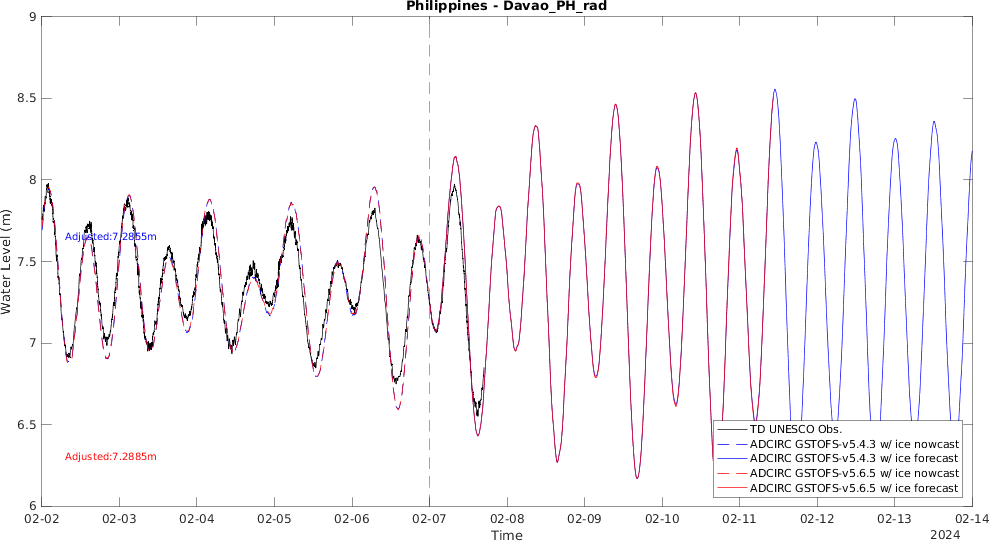 Philippines - Davao_PH_rad
9
8.5
8
7.5
7
6.5
6
Water Level (m)
Adjusted:7.2855m
Adjusted:7.2885m
TD UNESCO Obs.
ADCIRC GSTOFS-v5.4.3 w/ ice nowcast
ADCIRC GSTOFS-v5.4.3 w/ ice forecast
ADCIRC GSTOFS-v5.6.5 w/ ice nowcast
ADCIRC GSTOFS-v5.6.5 w/ ice forecast
02-02 02-03 02-04 02-05 02-06 02-07 02-08 02-09 02-10 02-11 02-12 02-13 02-14
Time
2024